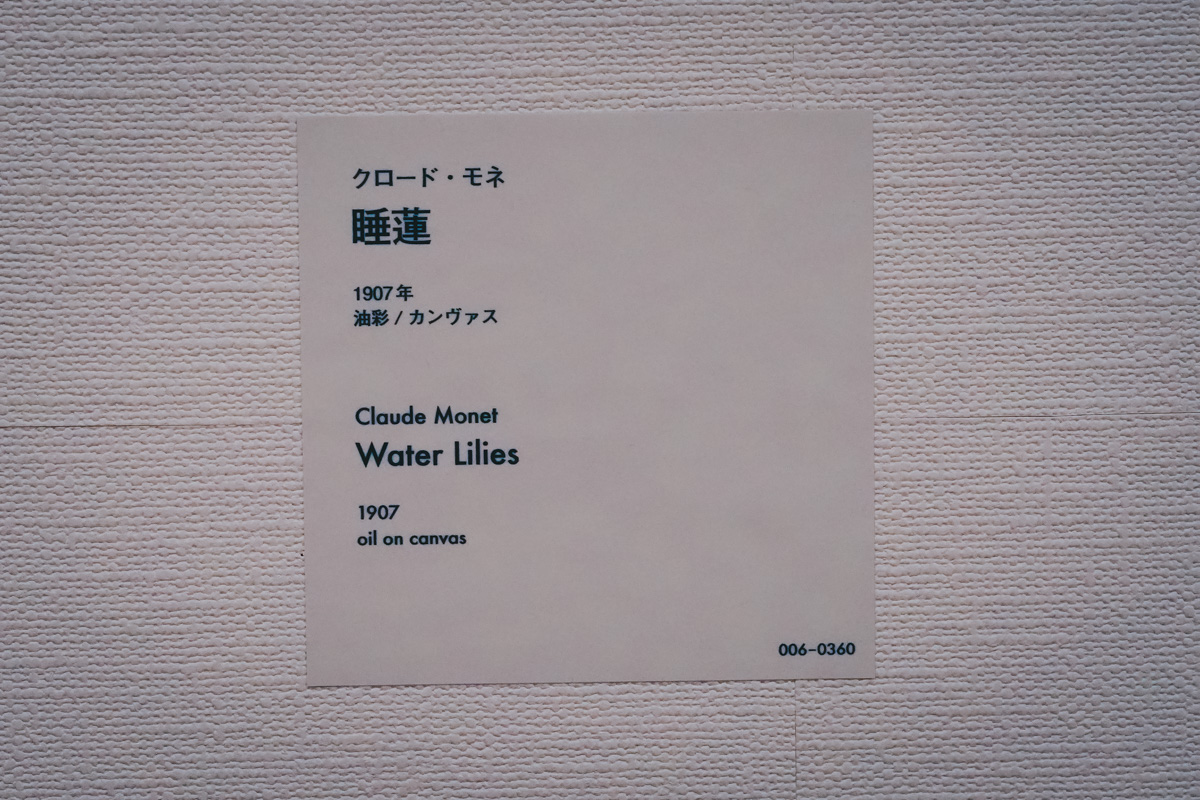 クロード・モネ
睡蓮
1907年
油彩 / カンヴァス
Claude Monet
Water Lilies
1907
oil on canvas
006-0360